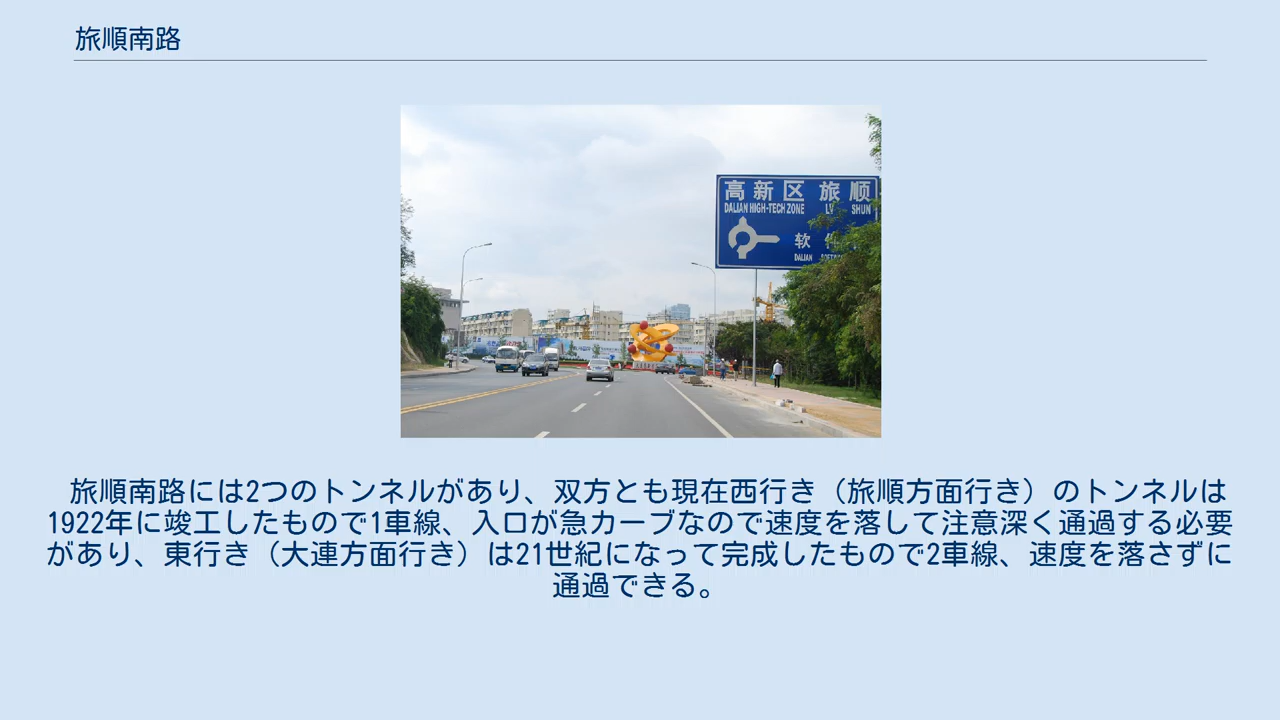 旅順南路
高新区 旅顺
DALIAN HIGH-TECH ZONE SHUN
软
DALIAN
旅順南路には2つのトンネルがあり、双方とも現在西行き（旅順方面行き）のトンネルは
1922年に竣工したもので1車線、入口が急カーブなので速度を落して注意深く通過する必要
があり、東行き（大連方面行き）は21世紀になって完成したもので2車線、速度を落さずに
通過できる。